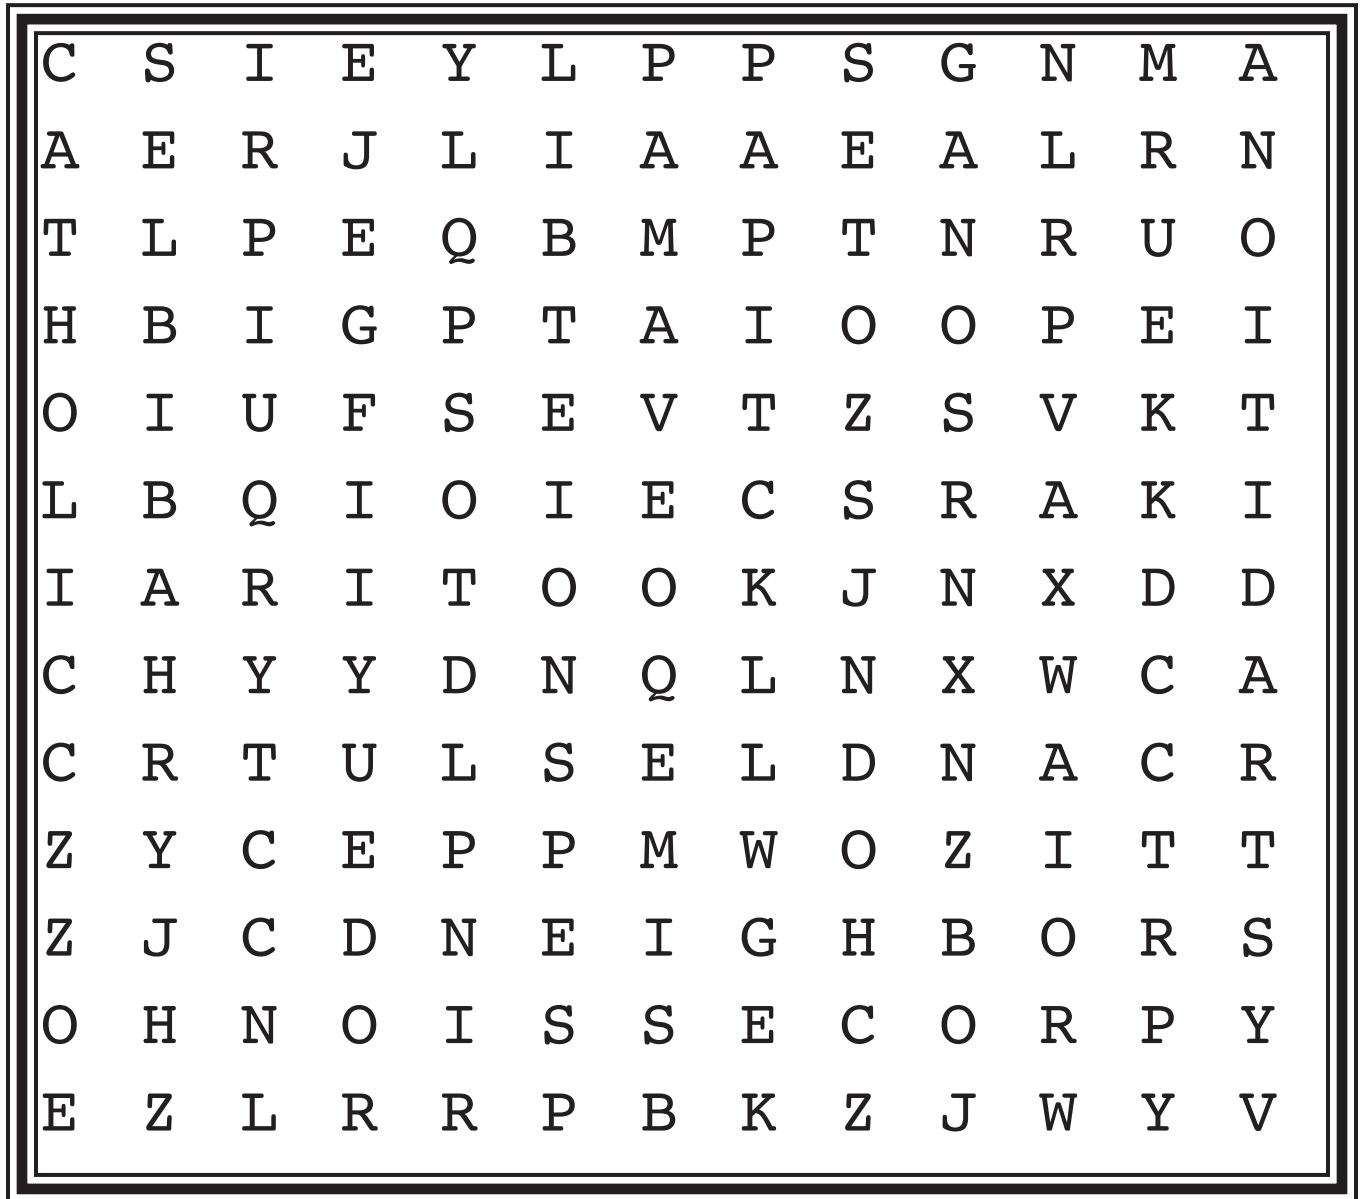 C S I E Y L P P S G N M A
A E R J L I A A E A L R N
T L P E Q B M P T N R U O
H B I G P T A I O O P E I
O I U F S E V T Z S V K T
L B Q I O I E C S R A K I
I A R I T O O K J N X D D
C H Y Y D N Q L N X W C A
C R T U L S E L D N A C R
Z Y C E P P M W O Z I T T
Z J C D N E I G H B O R S
O H N O I S S E C O R P Y
E Z L R R P B K Z J W Y V